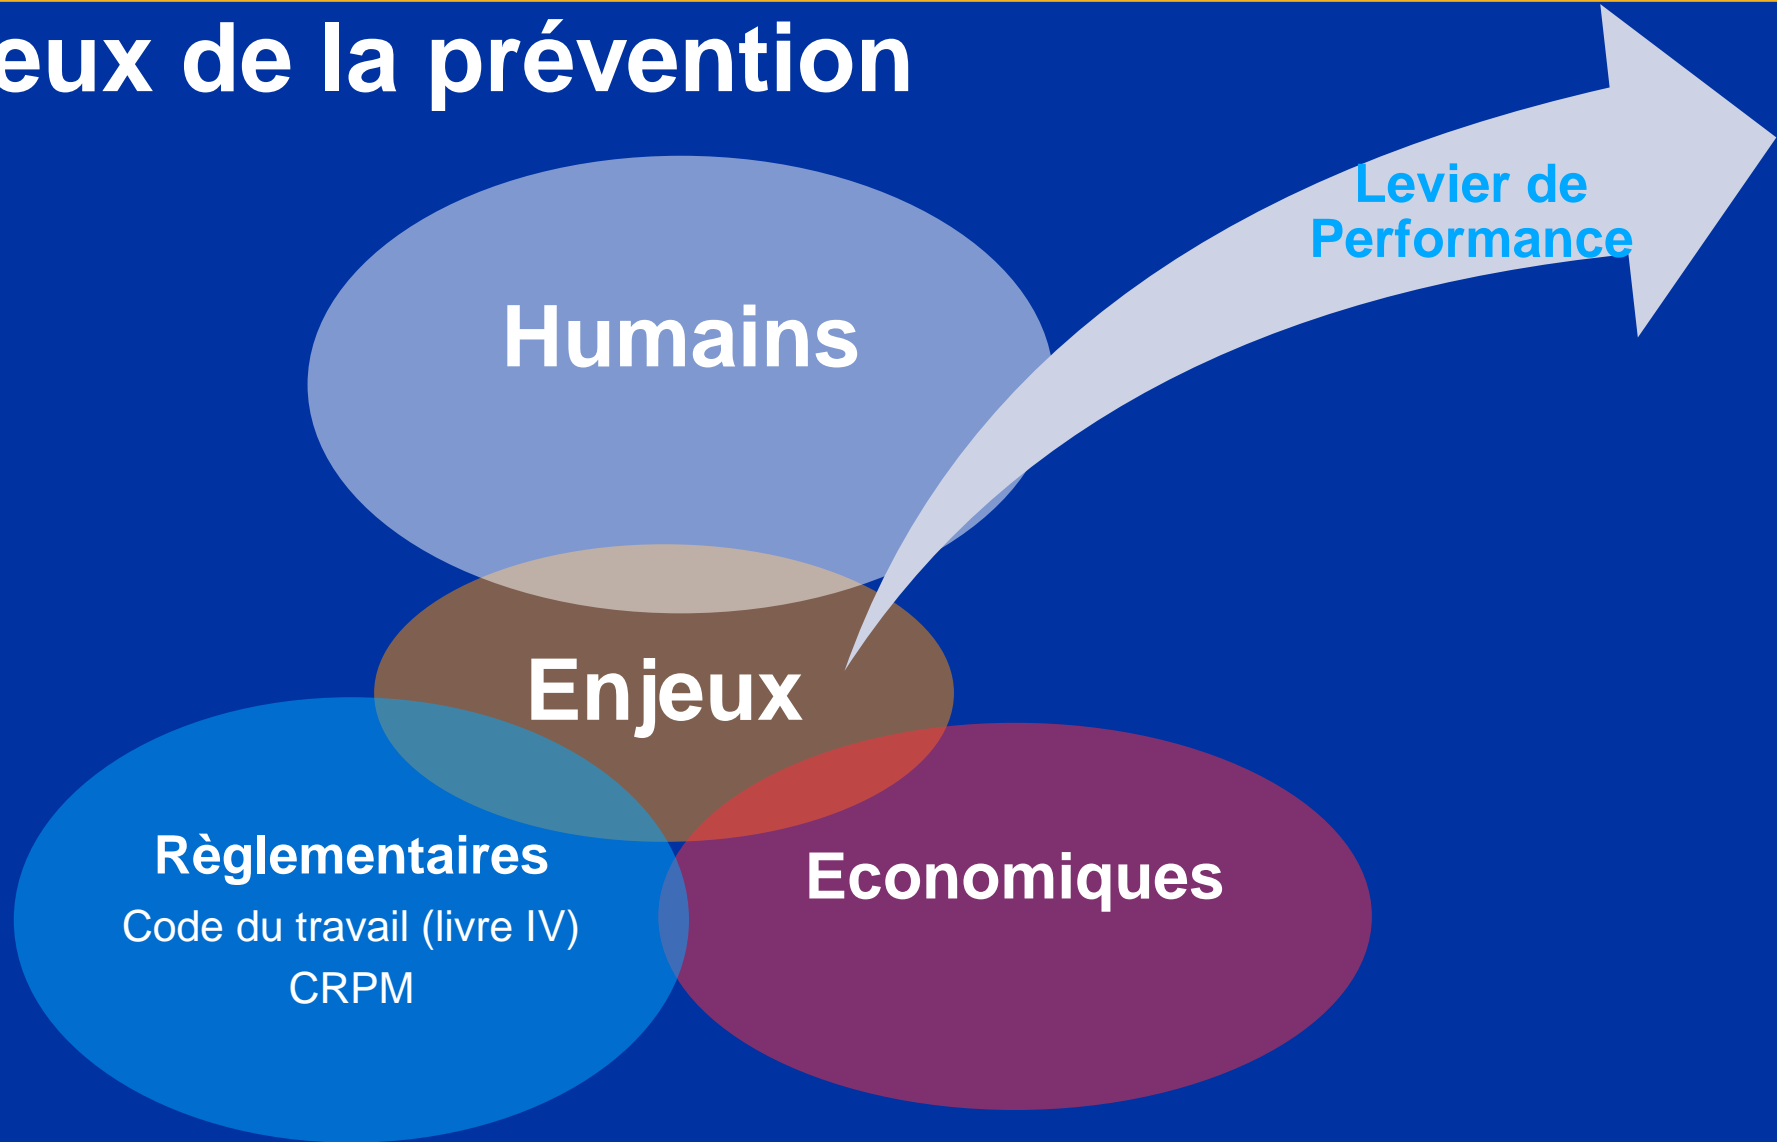 eux de la prévention
Levier de
Performance
Humains
Enjeux
Règlementaires
Code du travail (livre IV)
CRPM
Economiques